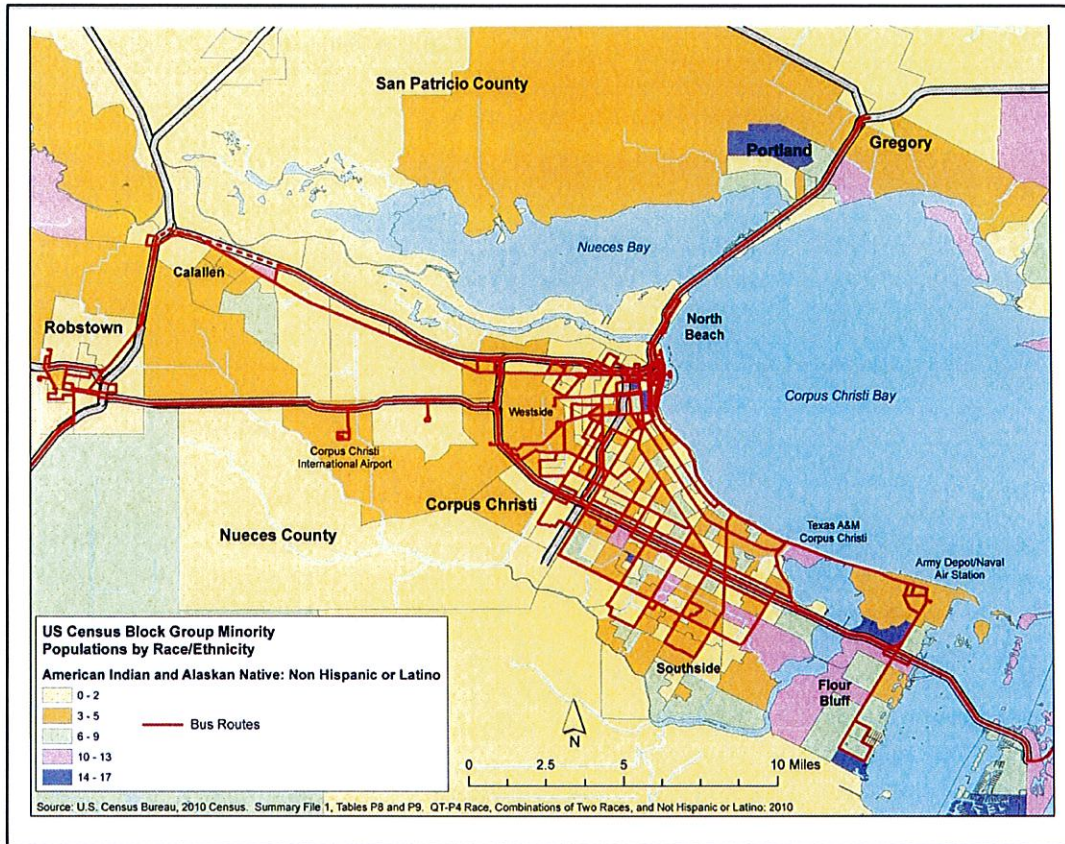 San Patricio County
Portland
Gregory
Nueces Bay
Calallen
North
Beach
Robstown
Corpus Christi Bay
Westside
Corpus Christi
International Airport
Corpus Christi
Texas A&M
Corpus Christi
Nueces County
Army Depot/Naval
Air Station
US Census Block Group Minority
Populations by Race/Ethnicity
American Indian and Alaskan Native: Non Hispanic or Latino
0 - 2
3 - 5
6 - 9
10 - 13
14 - 17
Bus Routes
Southside
Flour
Bluff
N
0 2.5 5 10 Miles
Source: U.S. Census Bureau, 2010 Census. Summary File 1, Tables P8 and P9. QT-P4 Race, Combinations of Two Races, and Not Hispanic or Latino: 2010